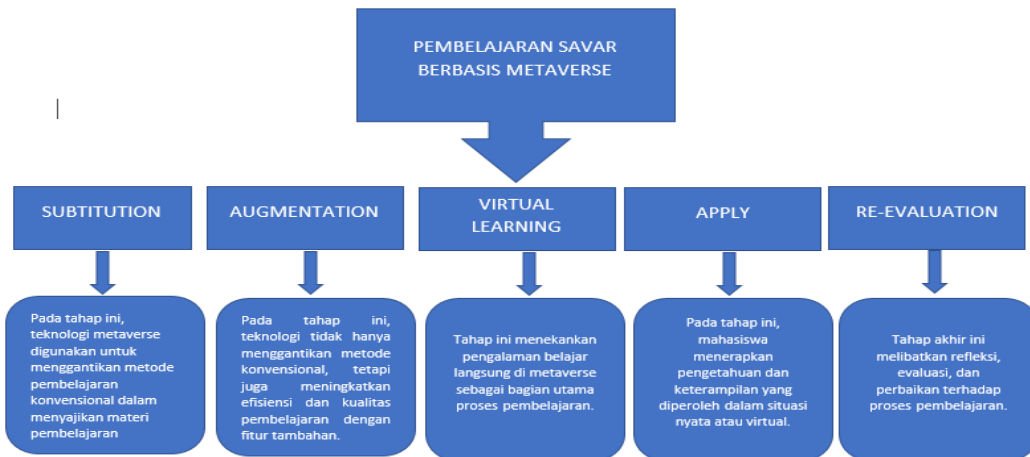 PEMBELAJARAN SAVAR
BERBASIS METAVERSE
SUBTITUTION
AUGMENTATION
VIRTUAL
LEARNING
APPLY
RE-EVALUATION
Pada tahap ini,
teknologi metaverse
digunakan untuk
menggantikan metode
pembelajaran
konvensional dalam
menyajikan materi
pembelajaran
Pada tahap ini,
teknologi tidak hanya
menggantikan metode
konvensional, tetapi
juga meningkatkan
efisiensi dan kualitas
pembelajaran dengan
fitur tambahan.
Tahap ini menekankan
pengalaman belajar
langsung di metaverse
sebagai bagian utama
proses pembelajaran.
Pada tahap ini,
mahasiswa
menerapkan
pengetahuan dan
keterampilan yang
diperoleh dalam situasi
nyata atau virtual.
Tahap akhir ini
melibatkan refleksi,
evaluasi, dan
perbaikan terhadap
proses pembelajaran.